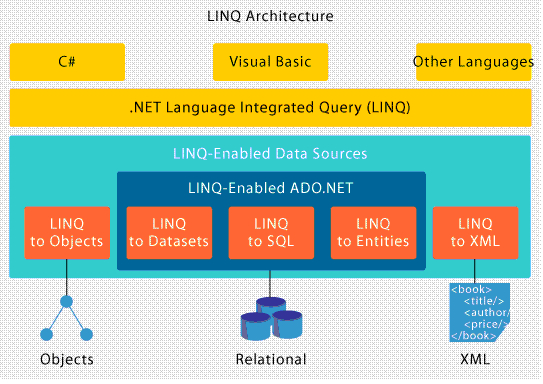 LINQ Architecture
C#
Visual Basic
Other Languages
.NET Language Integrated Query (LINQ)
LINQ-Enabled Data Sources
LINQ-Enabled ADO.NET
LINQ
to Objects
LINQ
to Datasets
LINQ
to SQL
LINQ
to Entities
LINQ
to XML
<book>
<title/>
<author/
<price/>
</book>
Objects
Relational
XML